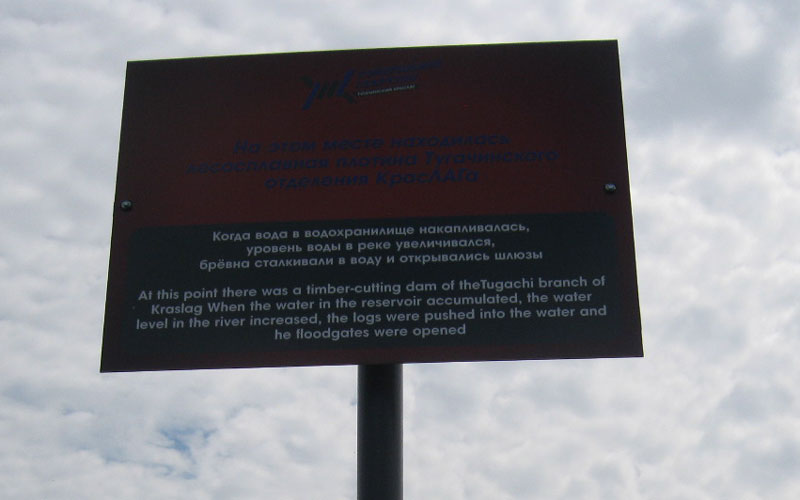 На этом месте находилась
лесосплавная плотина Тугачинского
отделения КрасЛАГа
Когда вода в водохранилище накапливалась,
уровень воды в реке увеличивался,
брёвна сталкивали в воду и открывались шлюзы
At this point there was a timber-cutting dam of theTugachi branch of
Kraslag When the water in the reservoir accumulated, the water
level in the river increased, the logs were pushed into the water and
he floodgates were opened